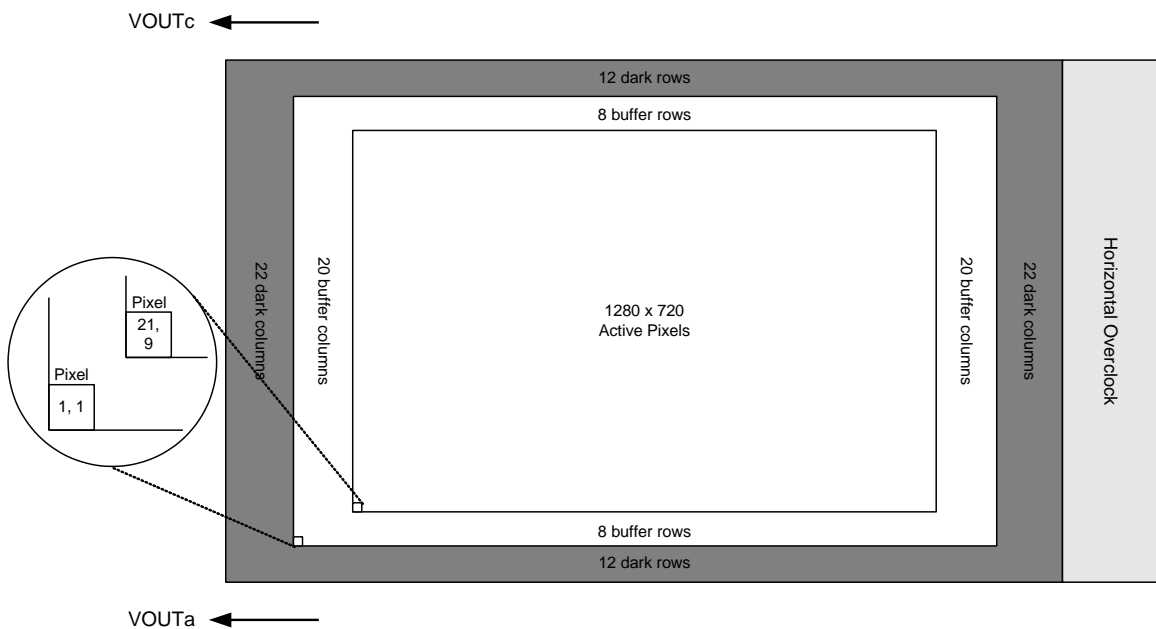 VOUTc
12 dark rows
8 buffer rows
22 dark columns
20 buffer columns
1280 x 720
Active Pixels
20 buffer columns
22 dark columns
Horizontal Overclock
Pixel
21,
9
Pixel
1, 1
8 buffer rows
12 dark rows
VOUTa